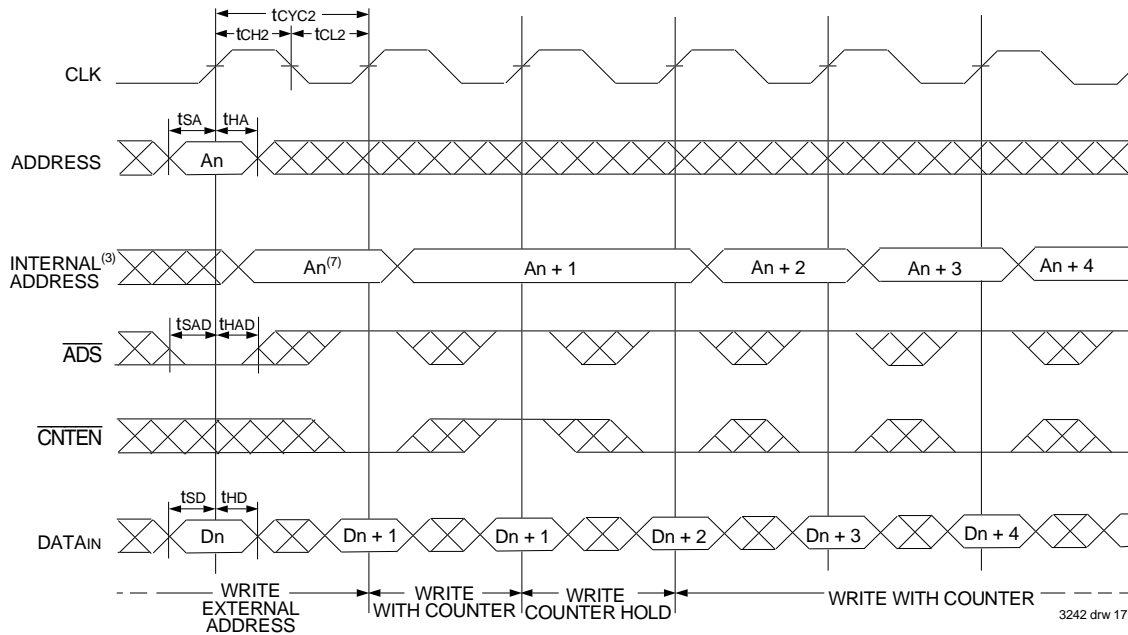 tCYC2
tCH2 tCL2
CLK
tSA tHA
ADDRESS An
INTERNAL(3)
ADDRESS
An(7) An + 1 An + 2 An + 3 An + 4
tSAD tHAD
ADS
CNTEN
tSD tHD
DATAIN Dn Dn + 1 Dn + 1 Dn + 2 Dn + 3 Dn + 4
WRITE
EXTERNAL
ADDRESS
WRITE
WITH COUNTER
WRITE
COUNTER HOLD
WRITE WITH COUNTER
3242 drw 17